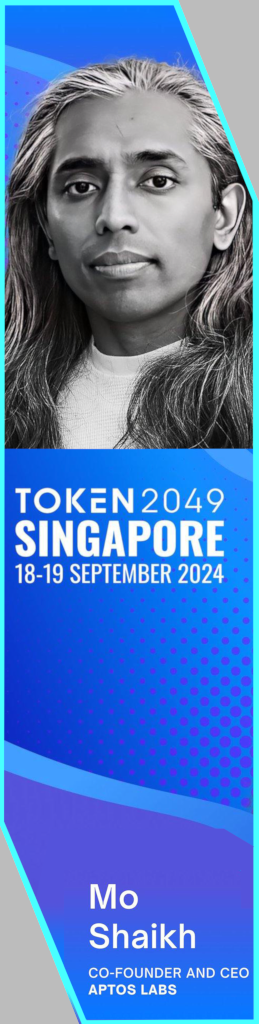 TOKEN2049
SINGAPORE
18-19 SEPTEMBER 2024
Mo
Shaikh
CO-FOUNDER AND CEO
APTOS LABS